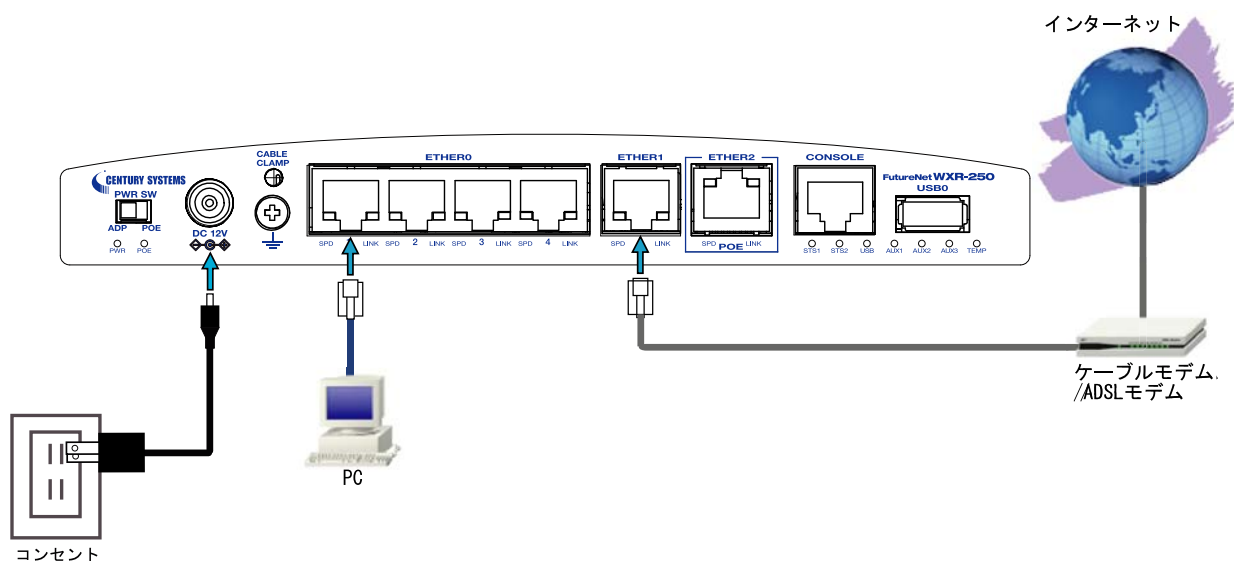 インターネット
CENTURY SYSTEMS
PWR SW
ADP POE
PWR POE
DC 12V
CABLE
CLAMP
ETHER0
SPD LINK SPD 2 LINK SPD 3 LINK SPD 4 LINK
ETHER1
SPD LINK
ETHER2
SPD LINK
POE
CONSOLE
FutureNet WXR-250
USB0
STS1 STS2 USB AUX1 AUX2 AUX3 TEMP
ケーブルモデム
/ADSLモデム
PC
コンセント